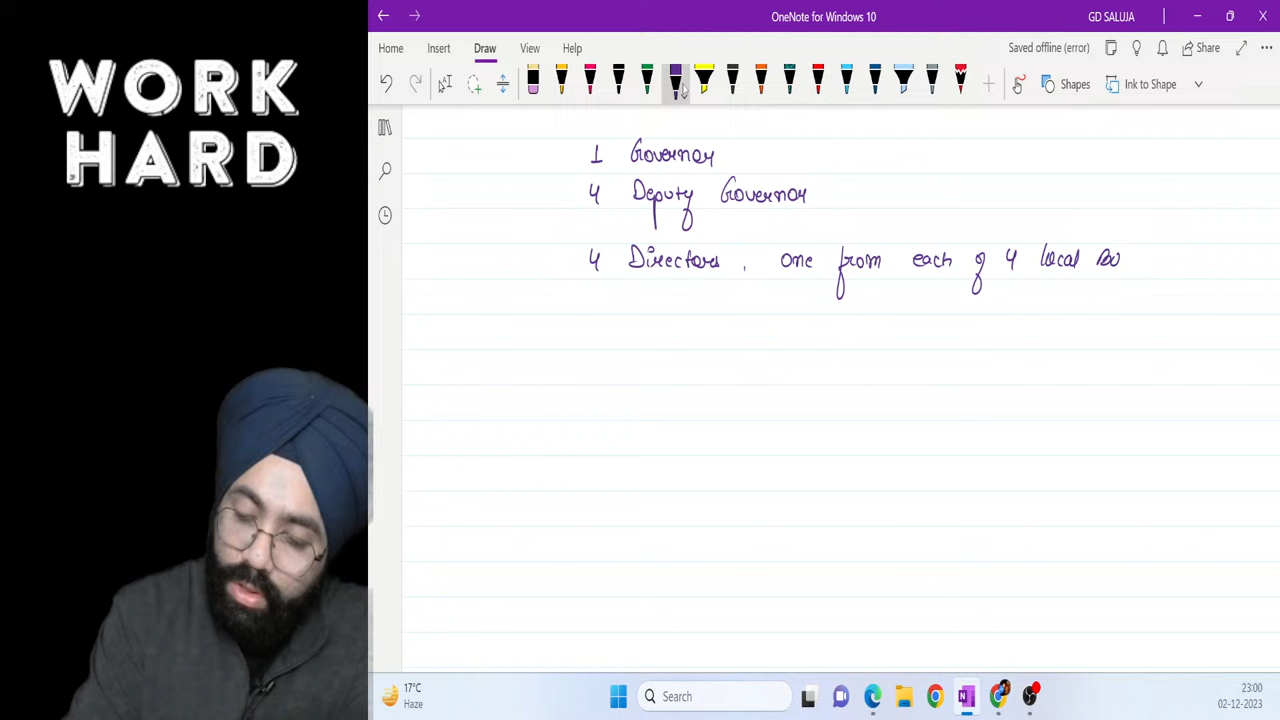 WORK
HARD
OneNote for Windows 10
GD SALUJA
Home Insert Draw View Help
Saved offline (error)
Share
Shapes
Ink to Shape
1 Governor
4 Deputy Governor
4 Directors, one from each of 4 local Bo
17°C
Haze
Search
23:00
02-12-2023